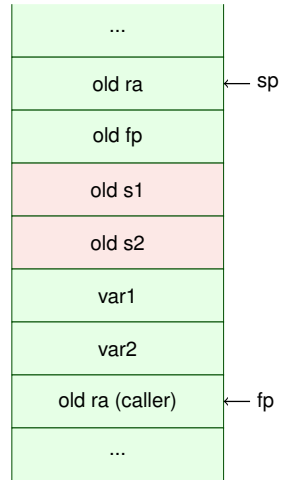 ...
old ra
sp
old fp
old s1
old s2
var1
var2
old ra (caller)
fp
...